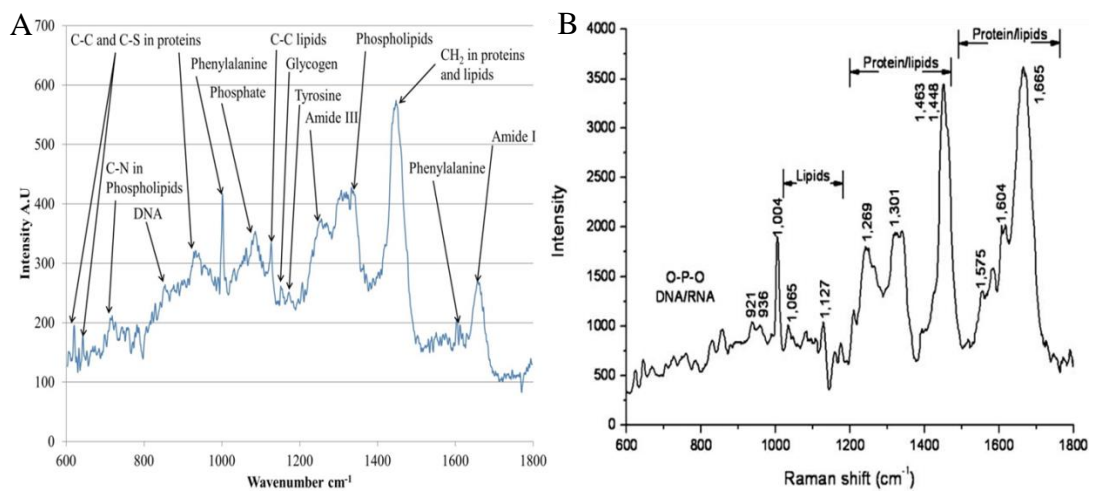 A
700
600
500
400
300
200
100
0
Intensity A.U
600
800
1000
1200
1400
1600
1800
Wavenumber cm-1
C-C and C-S in proteins
C-N in
Phospholipids
DNA
Phenylalanine
Phosphate
C-C lipids
Glycogen
Tyrosine
Amide III
Phospholipids
CH2 in proteins
and lipids
Phenylalanine
Amide I
B
4000
3500
3000
2500
2000
1500
1000
500
0
Intensity
600
800
1000
1200
1400
1600
1800
Raman shift (cm-1)
Protein/lipids
Protein/lipids
Lipids
O-P-O
DNA/RNA
921
936
1,004
1,065
1,127
1,269
1,301
1,463
1,448
1,575
1,604
1,665